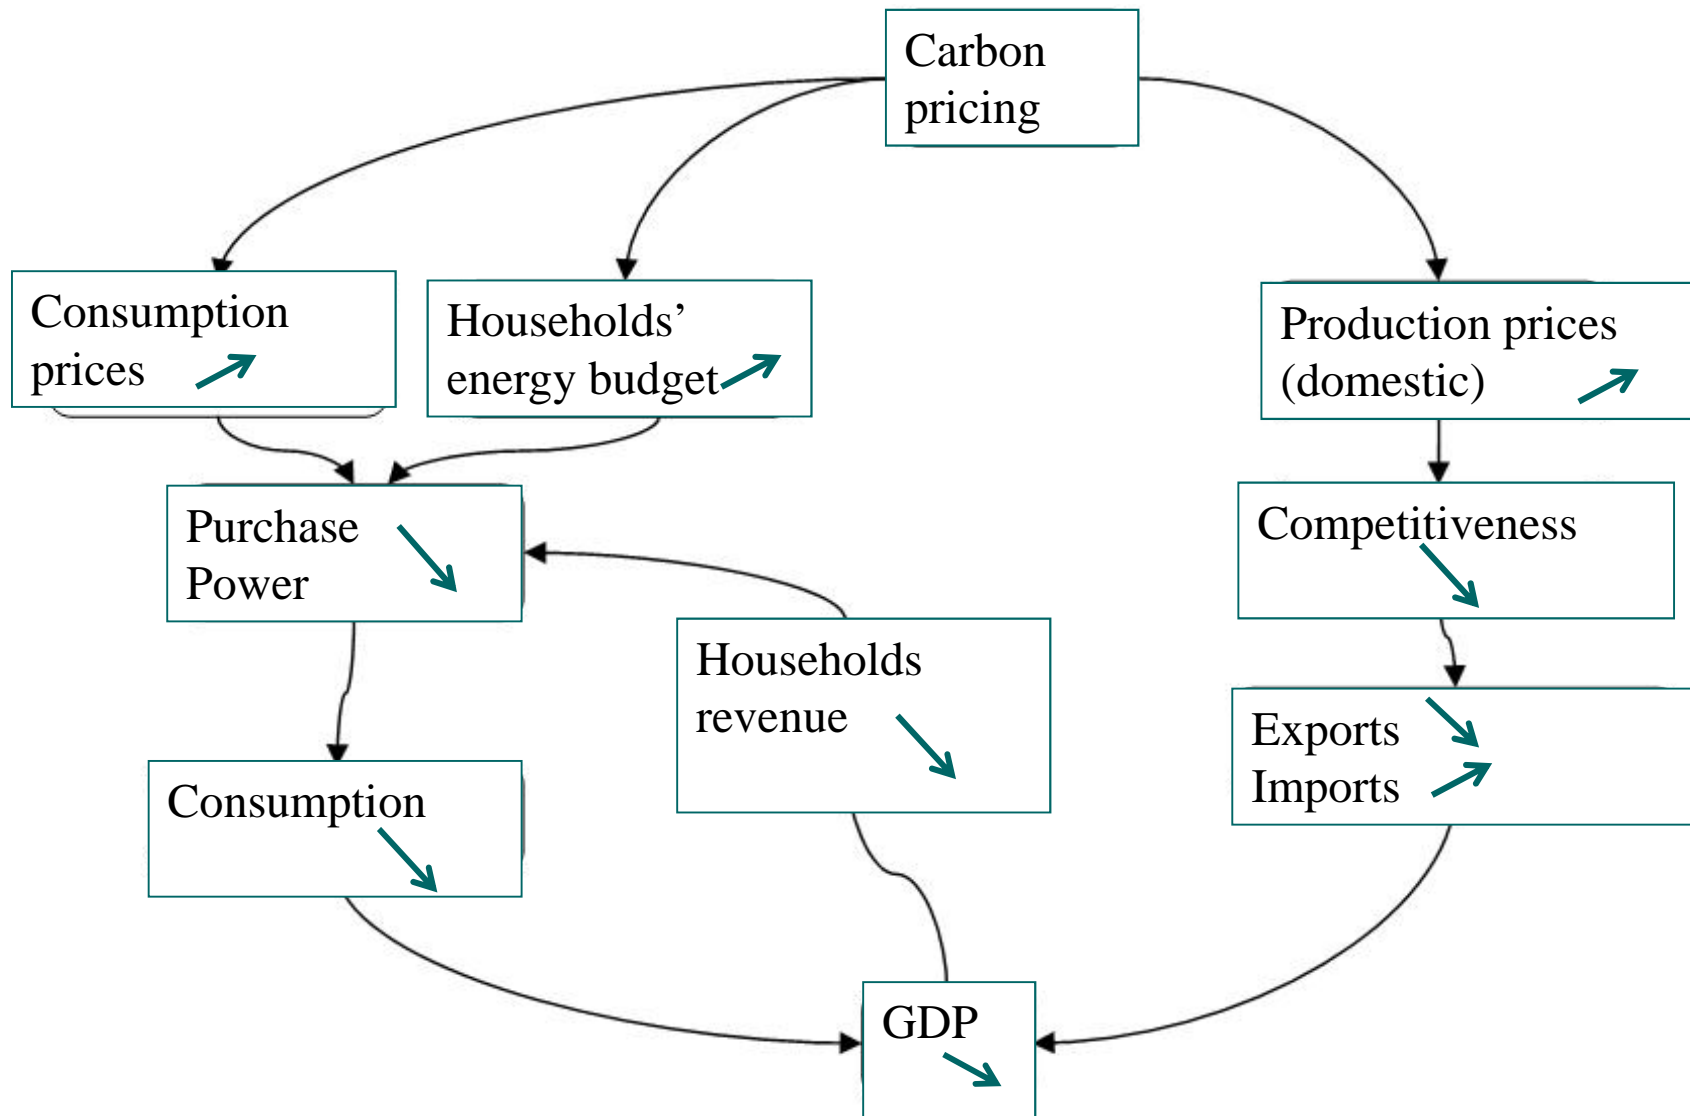 Carbon
pricing
Consumption
prices
Households’
energy budget
Production prices
(domestic)
Purchase
Power
Competitiveness
Households
revenue
Exports
Imports
Consumption
GDP